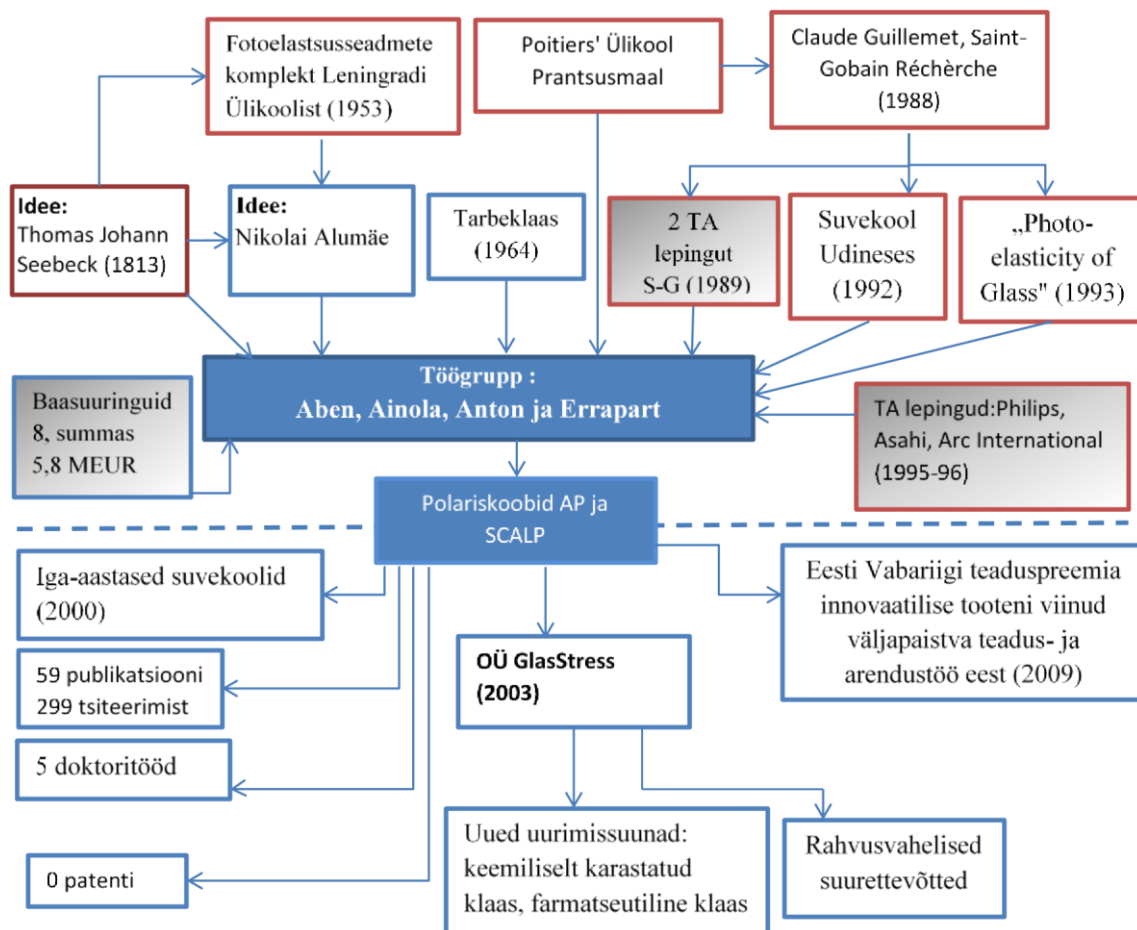 Fotoelastsusseadmete
komplekt Leningradi
Ülikoolist (1953)
Poitiers' Ülikool
Prantsusmaal
Claude Guillemet, Saint-
Gobain Réchèrche
(1988)
Idee:
Thomas Johann
Seebeck (1813)
Idee:
Nikolai Alumäe
Tarbeklaas
(1964)
2 TA
lepingut
S-G (1989)
Suvekool
Udineses
(1992)
„Photo-
elasticity of
Glass" (1993)
Töögrupp :
Aben, Ainola, Anton ja Errapart
Baasuuringuid
8, summas
5,8 MEUR
TA lepingud:Philips,
Asahi, Arc International
(1995-96)
Polariskoobid AP ja
SCALP
Iga-aastased suvekoolid
(2000)
59 publikatsiooni
299 tsiteerimist
5 doktoritööd
0 patenti
OÜ GlasStress
(2003)
Eesti Vabariigi teaduspreemia
innovaatilise tooteni viinud
väljapaistva teadus- ja
arendustöö eest (2009)
Uued uurimissuunad:
keemiliselt karastatud
klaas, farmatseutiline klaas
Rahvusvahelised
suurettevõtted